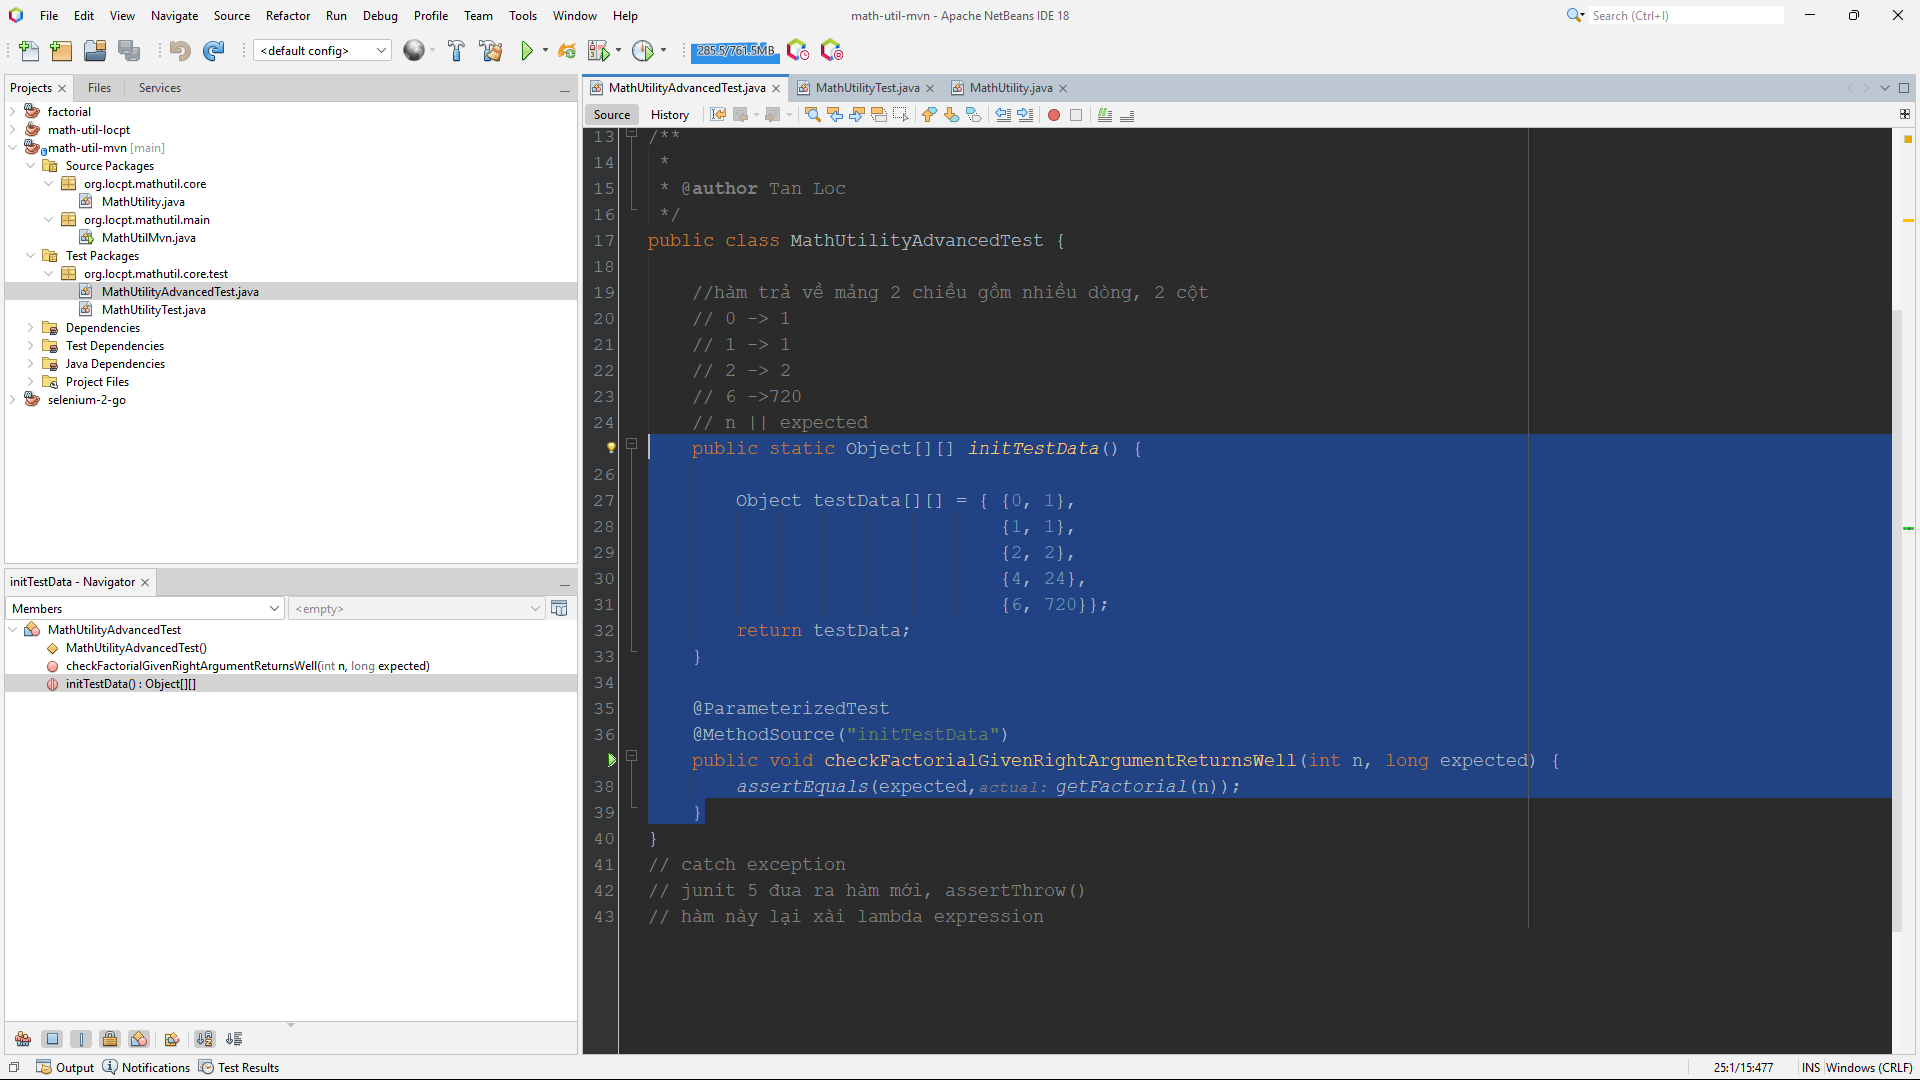 File Edit View Navigate Source Refactor Run Debug Profile Team Tools Window Help
math-util-mvn - Apache NetBeans IDE 18
Search (Ctrl+I)
<default config>
285.5/761.5MB
Projects Files Services
factorial
math-util-locpt
math-util-mvn [main]
Source Packages
org.locpt.mathutil.core
MathUtility.java
org.locpt.mathutil.main
MathUtilMvn.java
Test Packages
org.locpt.mathutil.core.test
MathUtilityAdvancedTest.java
MathUtilityTest.java
Dependencies
Test Dependencies
Java Dependencies
Project Files
selenium-2-go
initTestData - Navigator
Members <empty>
MathUtilityAdvancedTest
MathUtilityAdvancedTest()
checkFactorialGivenRightArgumentReturnsWell(int n, long expected)
initTestData() : Object[][]
MathUtilityAdvancedTest.java MathUtilityTest.java MathUtility.java
Source History
13 /**
14 *
15 * @author Tan Loc
16 */
17 public class MathUtilityAdvancedTest {
18
19 //hàm trả về mảng 2 chiều gồm nhiều dòng, 2 cột
20 // 0 -> 1
21 // 1 -> 1
22 // 2 -> 2
23 // 6 ->720
24 // n || expected
public static Object[][] initTestData() {
26
27 Object testData[][] = { {0, 1},
28 {1, 1},
29 {2, 2},
30 {4, 24},
31 {6, 720}};
32 return testData;
33 }
34
35 @ParameterizedTest
36 @MethodSource("initTestData")
public void checkFactorialGivenRightArgumentReturnsWell(int n, long expected) {
38 assertEquals(expected, actual: getFactorial(n));
39 }
40 }
41 // catch exception
42 // junit 5 đưa ra hàm mới, assertThrow()
43 // hàm này lại xài lambda expression
Output Notifications Test Results
25:1/15:477 INS Windows (CRLF)